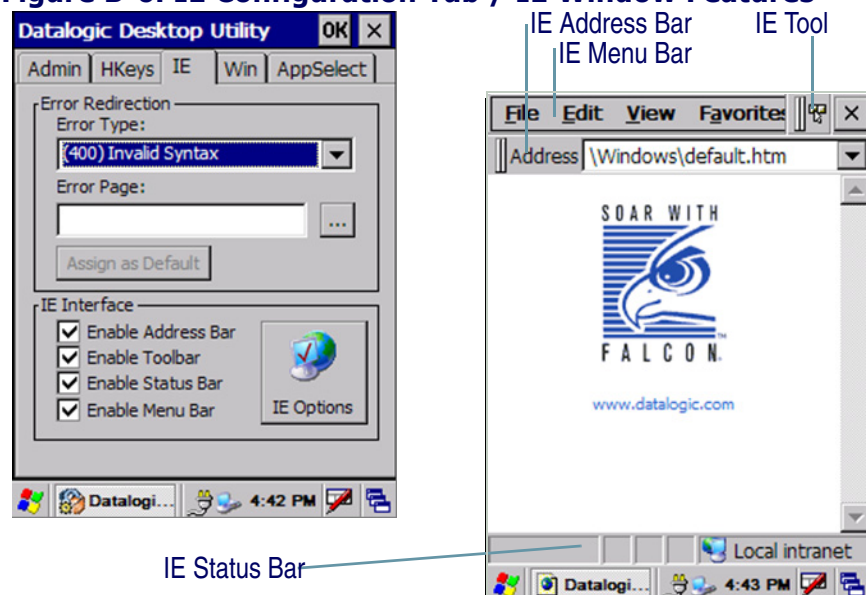 Figure D-6. IE Configuration Tab / IE Window Features
Datalogic Desktop Utility OK ×
Admin HKeys IE Win AppSelect
Error Redirection
Error Type:
(400) Invalid Syntax
Error Page:
...
Assign as Default
IE Interface
Enable Address Bar
Enable Toolbar
Enable Status Bar
Enable Menu Bar
IE Options
Datalogi... 4:42 PM
IE Address Bar
IE Tool
IE Menu Bar
File Edit View Favorites ×
Address \Windows\default.htm
SOAR WITH
FALCON™
www.datalogic.com
Local intranet
Datalogi... 4:43 PM
IE Status Bar